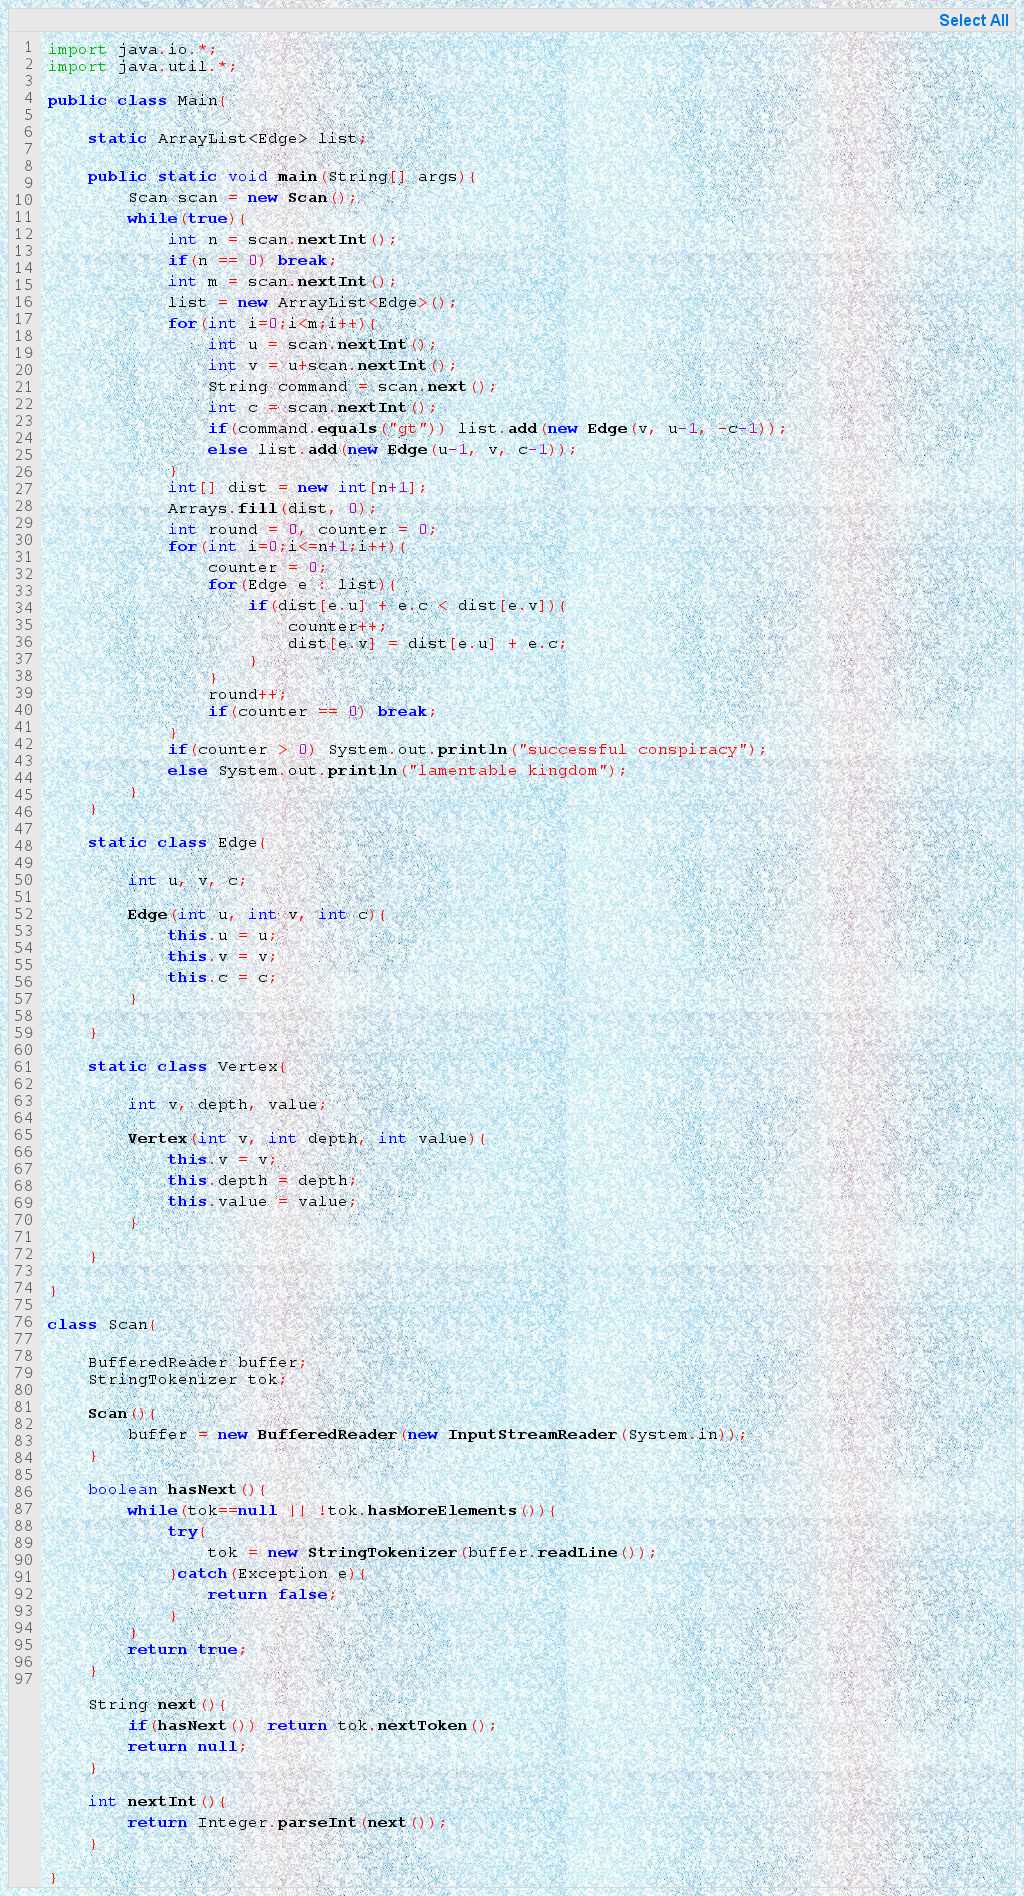 Select All
1 import java.io.*;
2 import java.util.*;
3
4 public class Main{
5
6     static ArrayList<Edge> list;
7
8     public static void main(String[] args){
9         Scan scan = new Scan();
10         while(true){
11             int n = scan.nextInt();
12             if(n == 0) break;
13             int m = scan.nextInt();
14             list = new ArrayList<Edge>();
15             for(int i=0;i<m;i++){
16                 int u = scan.nextInt();
17                 int v = u+scan.nextInt();
18                 String command = scan.next();
19                 int c = scan.nextInt();
20                 if(command.equals("gt")) list.add(new Edge(v, u-1, -c-1));
21                 else list.add(new Edge(u-1, v, c-1));
22             }
23             int[] dist = new int[n+1];
24             Arrays.fill(dist, 0);
25             int round = 0, counter = 0;
26             for(int i=0;i<=n+1;i++){
27                 counter = 0;
28                 for(Edge e : list){
29                     if(dist[e.u] + e.c < dist[e.v]){
30                         counter++;
31                         dist[e.v] = dist[e.u] + e.c;
32                     }
33                 }
34                 round++;
35                 if(counter == 0) break;
36             }
37             if(counter > 0) System.out.println("successful conspiracy");
38             else System.out.println("lamentable kingdom");
39         }
40     }
41
42     static class Edge{
43
44         int u, v, c;
45
46         Edge(int u, int v, int c){
47             this.u = u;
48             this.v = v;
49             this.c = c;
50         }
51
52     }
53
54     static class Vertex{
55
56         int v, depth, value;
57
58         Vertex(int v, int depth, int value){
59             this.v = v;
60             this.depth = depth;
61             this.value = value;
62         }
63
64     }
65
66 }
67
68 class Scan{
69
70     BufferedReader buffer;
71     StringTokenizer tok;
72
73     Scan(){
74         buffer = new BufferedReader(new InputStreamReader(System.in));
75     }
76
77     boolean hasNext(){
78         while(tok==null || !tok.hasMoreElements()){
79             try{
80                 tok = new StringTokenizer(buffer.readLine());
81             }catch(Exception e){
82                 return false;
83             }
84         }
85         return true;
86     }
87
88     String next(){
89         if(hasNext()) return tok.nextToken();
90         return null;
91     }
92
93     int nextInt(){
94         return Integer.parseInt(next());
95     }
96
97 }